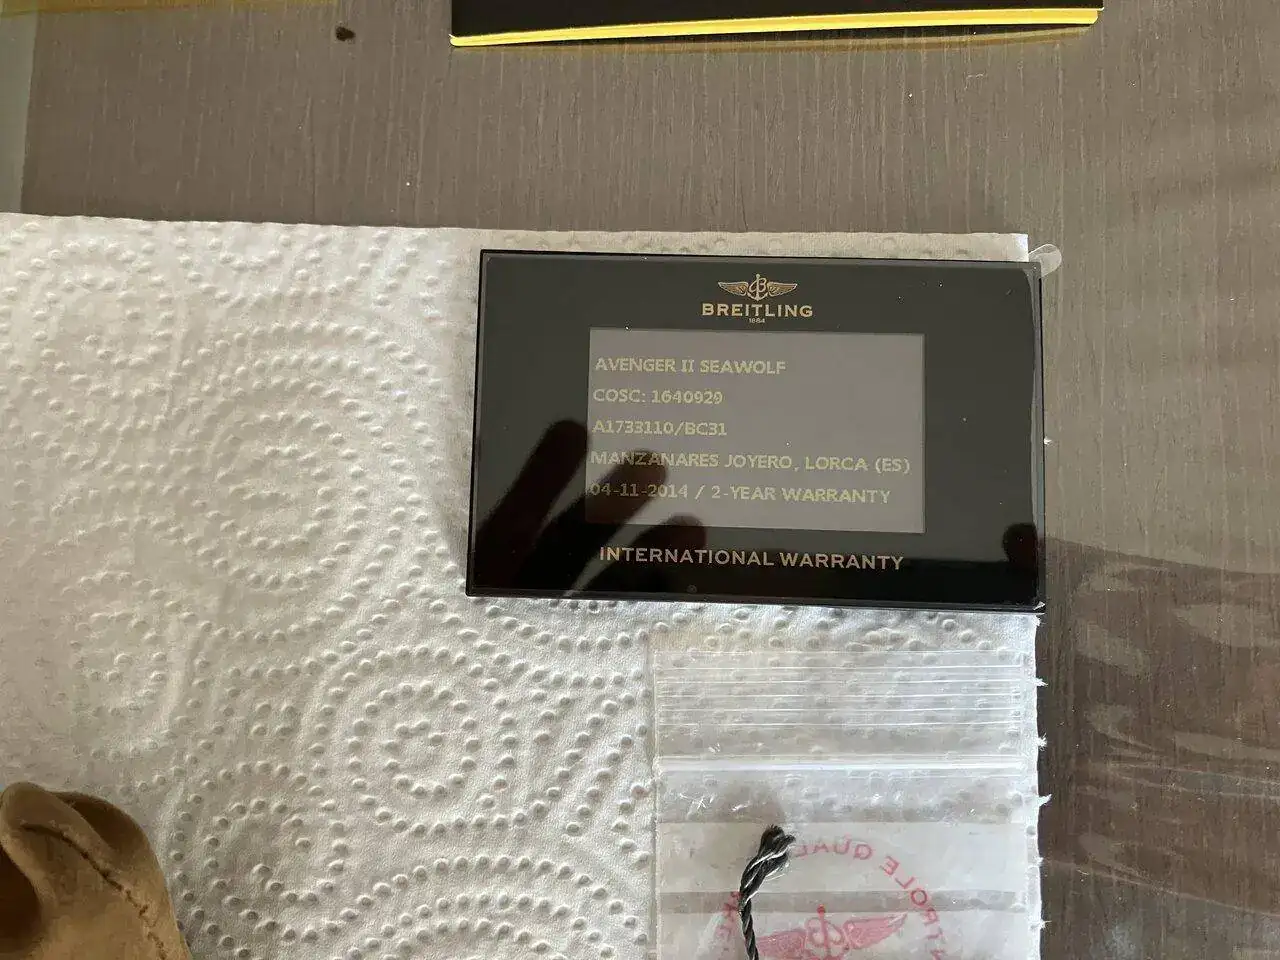 BREITLING
1884
AVENGER II SEAWOLF
COSC: 1640929
A1733110/BC31
MANZANARES JOYERO, LORCA (ES)
04-11-2014 / 2-YEAR WARRANTY
INTERNATIONAL WARRANTY